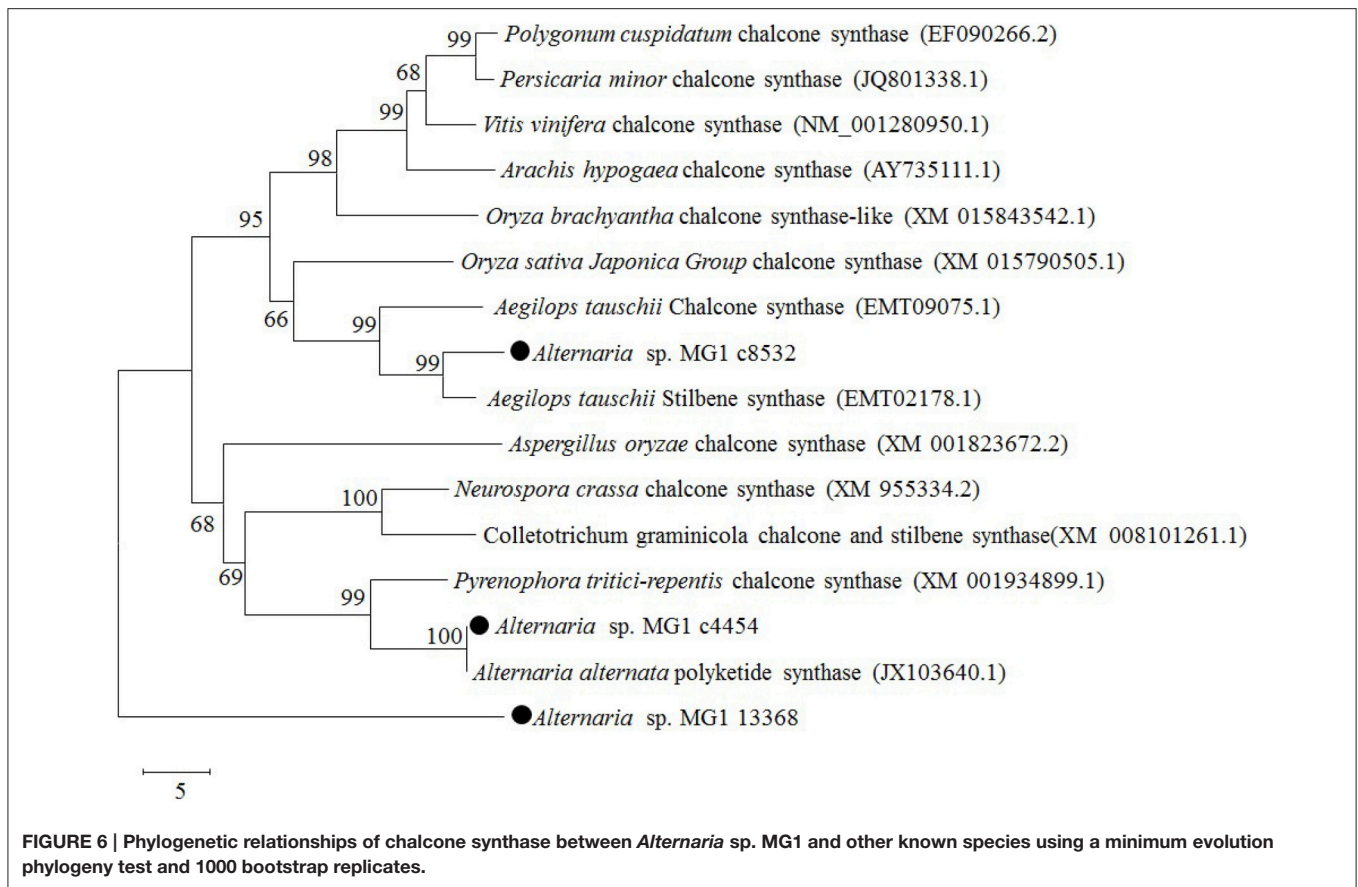 99 Polygonum cuspidatum chalcone synthase (EF090266.2)
68
Persicaria minor chalcone synthase (JQ801338.1)
99
Vitis vinifera chalcone synthase (NM_001280950.1)
98
Arachis hypogaea chalcone synthase (AY735111.1)
95
Oryza brachyantha chalcone synthase-like (XM 015843542.1)
Oryza sativa Japonica Group chalcone synthase (XM 015790505.1)
66
99
Aegilops tauschii Chalcone synthase (EMT09075.1)
99
Alternaria sp. MG1 c8532
Aegilops tauschii Stilbene synthase (EMT02178.1)
Aspergillus oryzae chalcone synthase (XM 001823672.2)
68
100
Neurospora crassa chalcone synthase (XM 955334.2)
Colletotrichum graminicola chalcone and stilbene synthase(XM 008101261.1)
69
99
Pyrenophora tritici-repentis chalcone synthase (XM 001934899.1)
100
Alternaria sp. MG1 c4454
Alternaria alternata polyketide synthase (JX103640.1)
Alternaria sp. MG1 13368
5
FIGURE 6 | Phylogenetic relationships of chalcone synthase between Alternaria sp. MG1 and other known species using a minimum evolution
phylogeny test and 1000 bootstrap replicates.